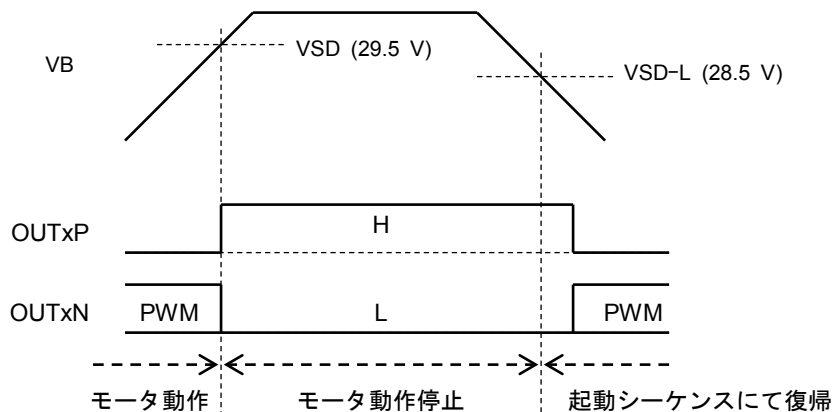 VB
VSD (29.5 V)
VSD-L (28.5 V)
OUTxP
H
OUTxN
PWM
L
PWM
モータ動作
モータ動作停止
起動シーケンスにて復帰